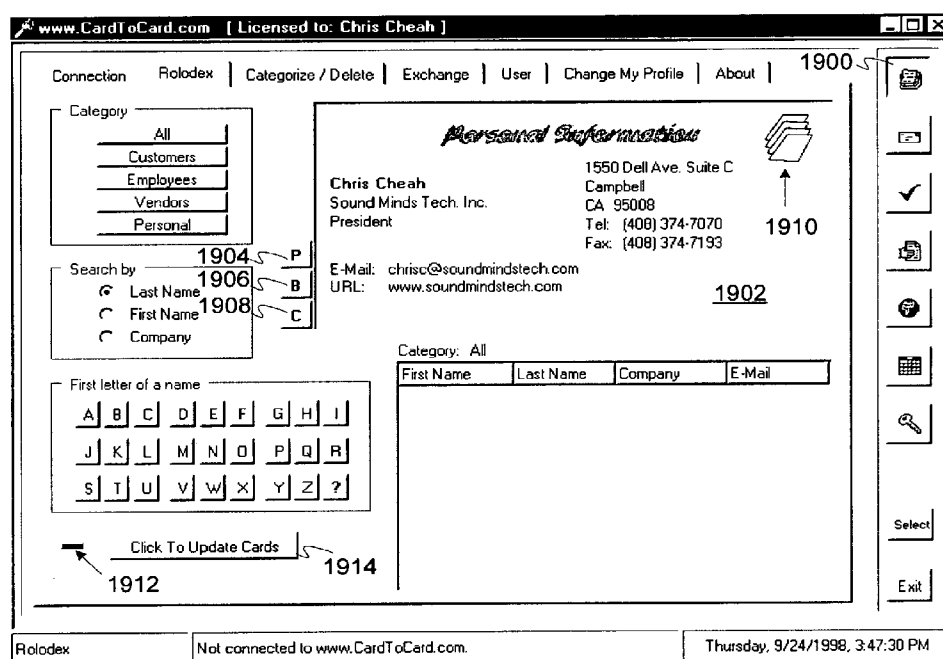 www.CardToCard.com [ Licensed to: Chris Cheah ]
Connection Rolodex Categorize / Delete Exchange User Change My Profile About
1900
Category
All
Customers
Employees
Vendors
Personal
Search by
Last Name
First Name
Company
1904
1906
1908
P
B
C
Personal Information
Chris Cheah
Sound Minds Tech. Inc.
President
1550 Dell Ave. Suite C
Campbell
CA 95008
Tel: (408) 374-7070
Fax: (408) 374-7193
1910
E-Mail: chrisc@soundmindstech.com
URL: www.soundmindstech.com
1902
First letter of a name
A B C D E F G H I
J K L M N O P Q R
S T U V W X Y Z ?
Category: All
First Name Last Name Company E-Mail
Click To Update Cards
1912
1914
Select
Exit
Rolodex
Not connected to www.CardToCard.com.
Thursday, 9/24/1998, 3:47:30 PM